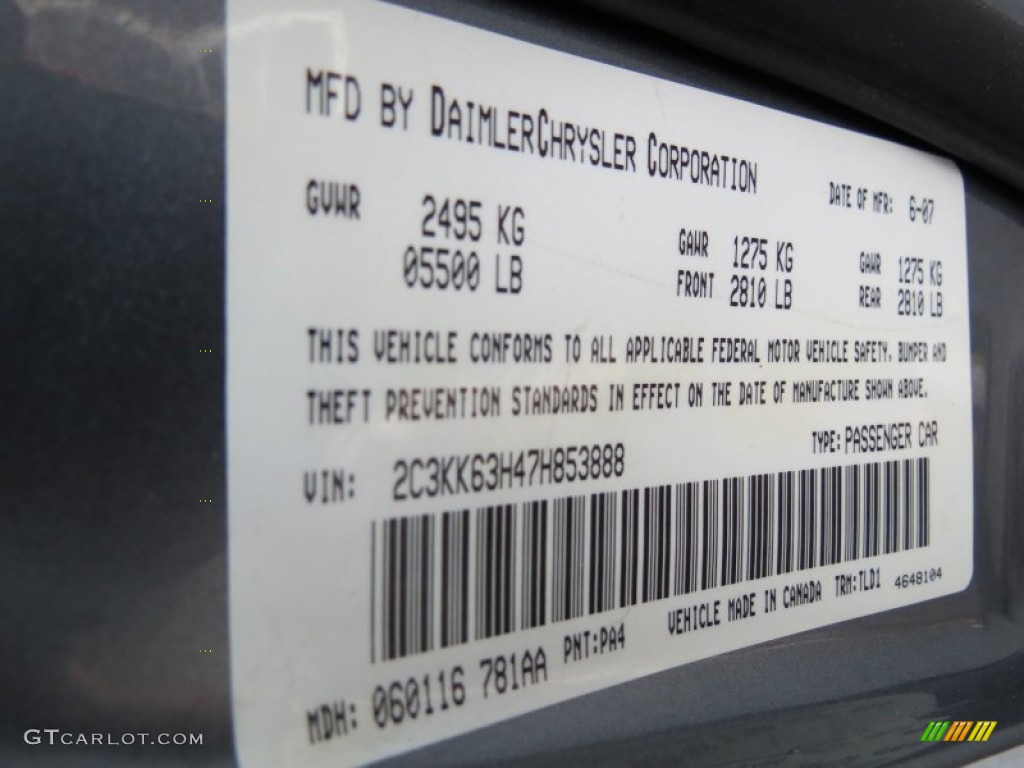 MFD BY DAIMLERCHRYSLER CORPORATION
DATE OF MFR: 6-07
GVWR 2495 KG
05500 LB
GAWR 1275 KG
FRONT 2810 LB
GAWR 1275 KG
REAR 2810 LB
THIS VEHICLE CONFORMS TO ALL APPLICABLE FEDERAL MOTOR VEHICLE SAFETY, BUMPER AND
THEFT PREVENTION STANDARDS IN EFFECT ON THE DATE OF MANUFACTURE SHOWN ABOVE.
VIN: 2C3KK63H47H853888
TYPE: PASSENGER CAR
MDH: 060116 781AA
PNT:PA4
VEHICLE MADE IN CANADA
TRM:TLD1
4648104
GTCARLOT.COM